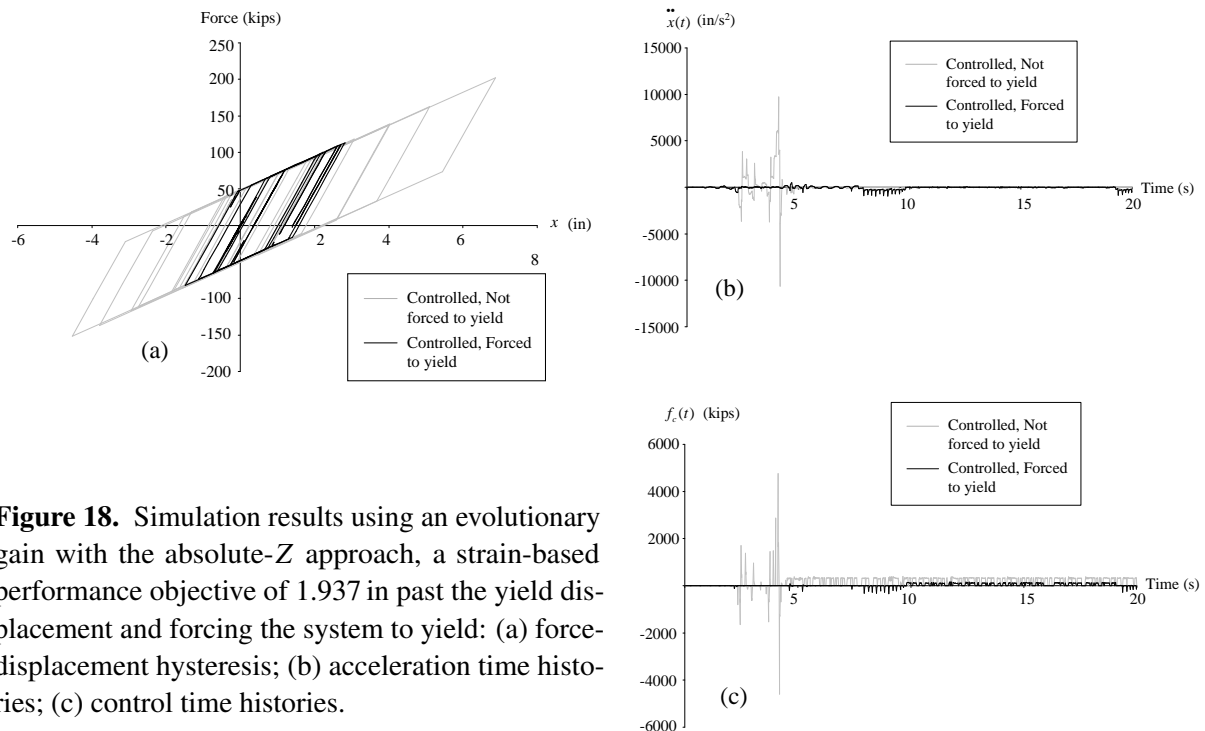 Force (kips)
250
200
150
100
50
-6
-4
-2
2
4
6
8
x (in)
-50
-100
-150
-200
Controlled, Not
forced to yield
Controlled, Forced
to yield
(a)
ẍ(t) (in/s²)
15000
10000
5000
0
-5000
-10000
-15000
5
10
15
20
Time (s)
Controlled, Not
forced to yield
Controlled, Forced
to yield
(b)
f_c(t) (kips)
6000
4000
2000
0
-2000
-4000
-6000
5
10
15
20
Time (s)
Controlled, Not
forced to yield
Controlled, Forced
to yield
(c)
Figure 18. Simulation results using an evolutionary
gain with the absolute-Z approach, a strain-based
performance objective of 1.937 in past the yield dis-
placement and forcing the system to yield: (a) force-
displacement hysteresis; (b) acceleration time histo-
ries; (c) control time histories.